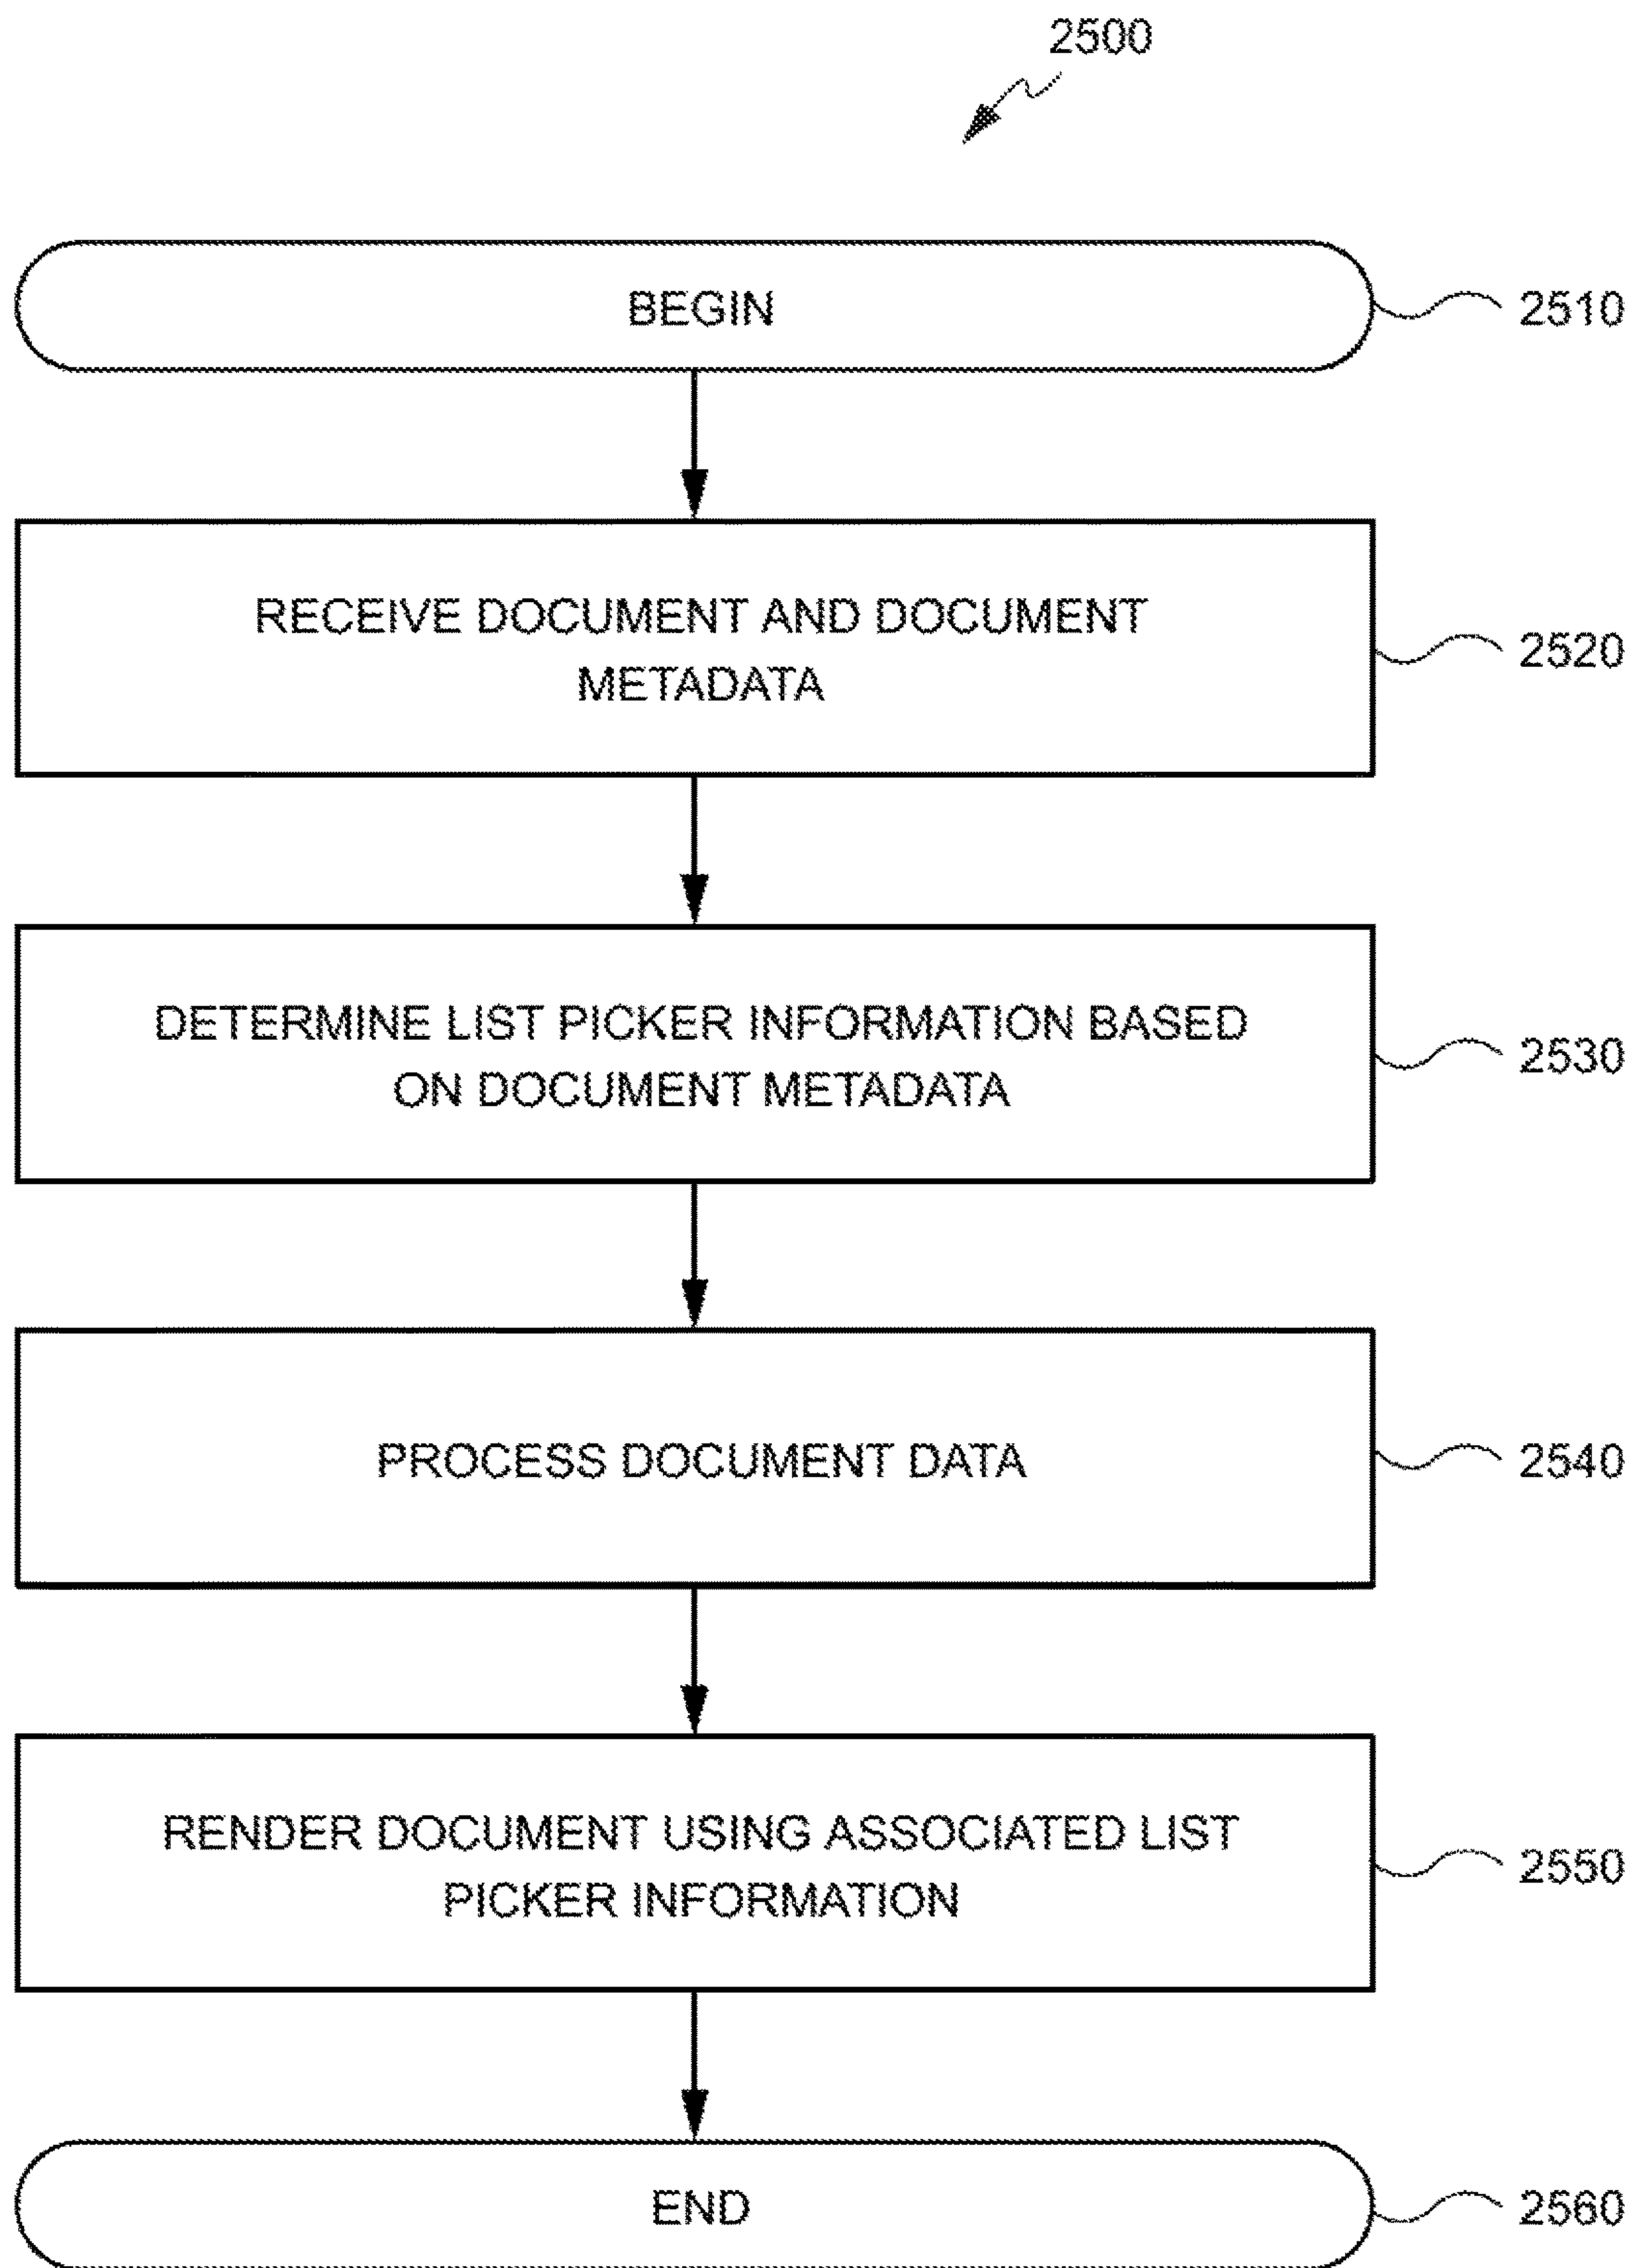 2500
BEGIN
2510
RECEIVE DOCUMENT AND DOCUMENT
METADATA
2520
DETERMINE LIST PICKER INFORMATION BASED
ON DOCUMENT METADATA
2530
PROCESS DOCUMENT DATA
2540
RENDER DOCUMENT USING ASSOCIATED LIST
PICKER INFORMATION
2550
END
2560